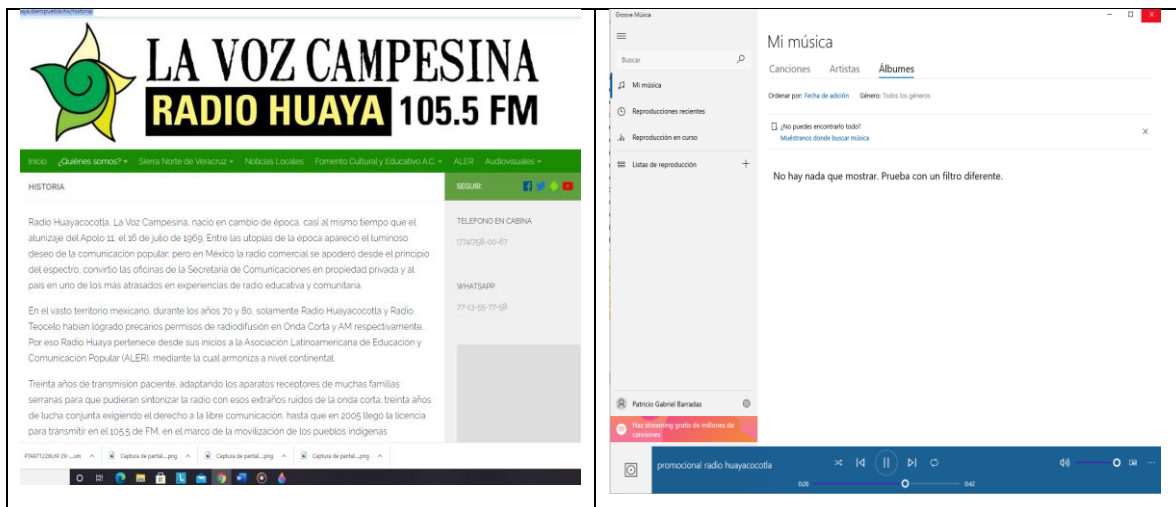 aya.iberopuebla.mx/historia/
LA VOZ CAMPESINA
RADIO HUAYA 105.5 FM
Inicio ¿Quiénes somos? Sierra Norte de Veracruz Noticias Locales Fomento Cultural y Educativo A.C. ALER Audiovisuales
HISTORIA
SEGUIR:
Radio Huayacocotla, La Voz Campesina, nació en cambio de época, casi al mismo tiempo que el
alunizaje del Apolo 11, el 16 de julio de 1969. Entre las utopías de la época apareció el luminoso
deseo de la comunicación popular; pero en México la radio comercial se apoderó desde el principio
del espectro, convirtió las oficinas de la Secretaría de Comunicaciones en propiedad privada y al
país en uno de los más atrasados en experiencias de radio educativa y comunitaria.
En el vasto territorio mexicano, durante los años 70 y 80, solamente Radio Huayacocotla y Radio
Teocelo habían logrado precarios permisos de radiodifusión en Onda Corta y AM respectivamente.
Por eso Radio Huaya pertenece desde sus inicios a la Asociación Latinoamericana de Educación y
Comunicación Popular (ALER), mediante la cual armoniza a nivel continental.
Treinta años de transmisión paciente, adaptando los aparatos receptores de muchas familias
serranas para que pudieran sintonizar la radio con esos extraños ruidos de la onda corta; treinta años
de lucha conjunta exigiendo el derecho a la libre comunicación, hasta que en 2005 llegó la licencia
para transmitir en el 105.5 de FM, en el marco de la movilización de los pueblos indígenas
TELEFONO EN CABINA
(774)758-00-67
WHATSAPP
77-13-55-77-58
Captura de pantal....png
Captura de pantal....png
Captura de pantal....png
Groove Música
Buscar
Mi música
Reproducciones recientes
Reproducción en curso
Listas de reproducción
Patricio Gabriel Barradas
Haz streaming gratis de millones de
canciones
Mi música
Canciones Artistas Álbumes
Ordenar por: Fecha de adición Género: Todos los géneros
¿No puedes encontrarlo todo?
Muéstranos donde buscar música
No hay nada que mostrar. Prueba con un filtro diferente.
promocional radio huayacocotla
0:26 0:42